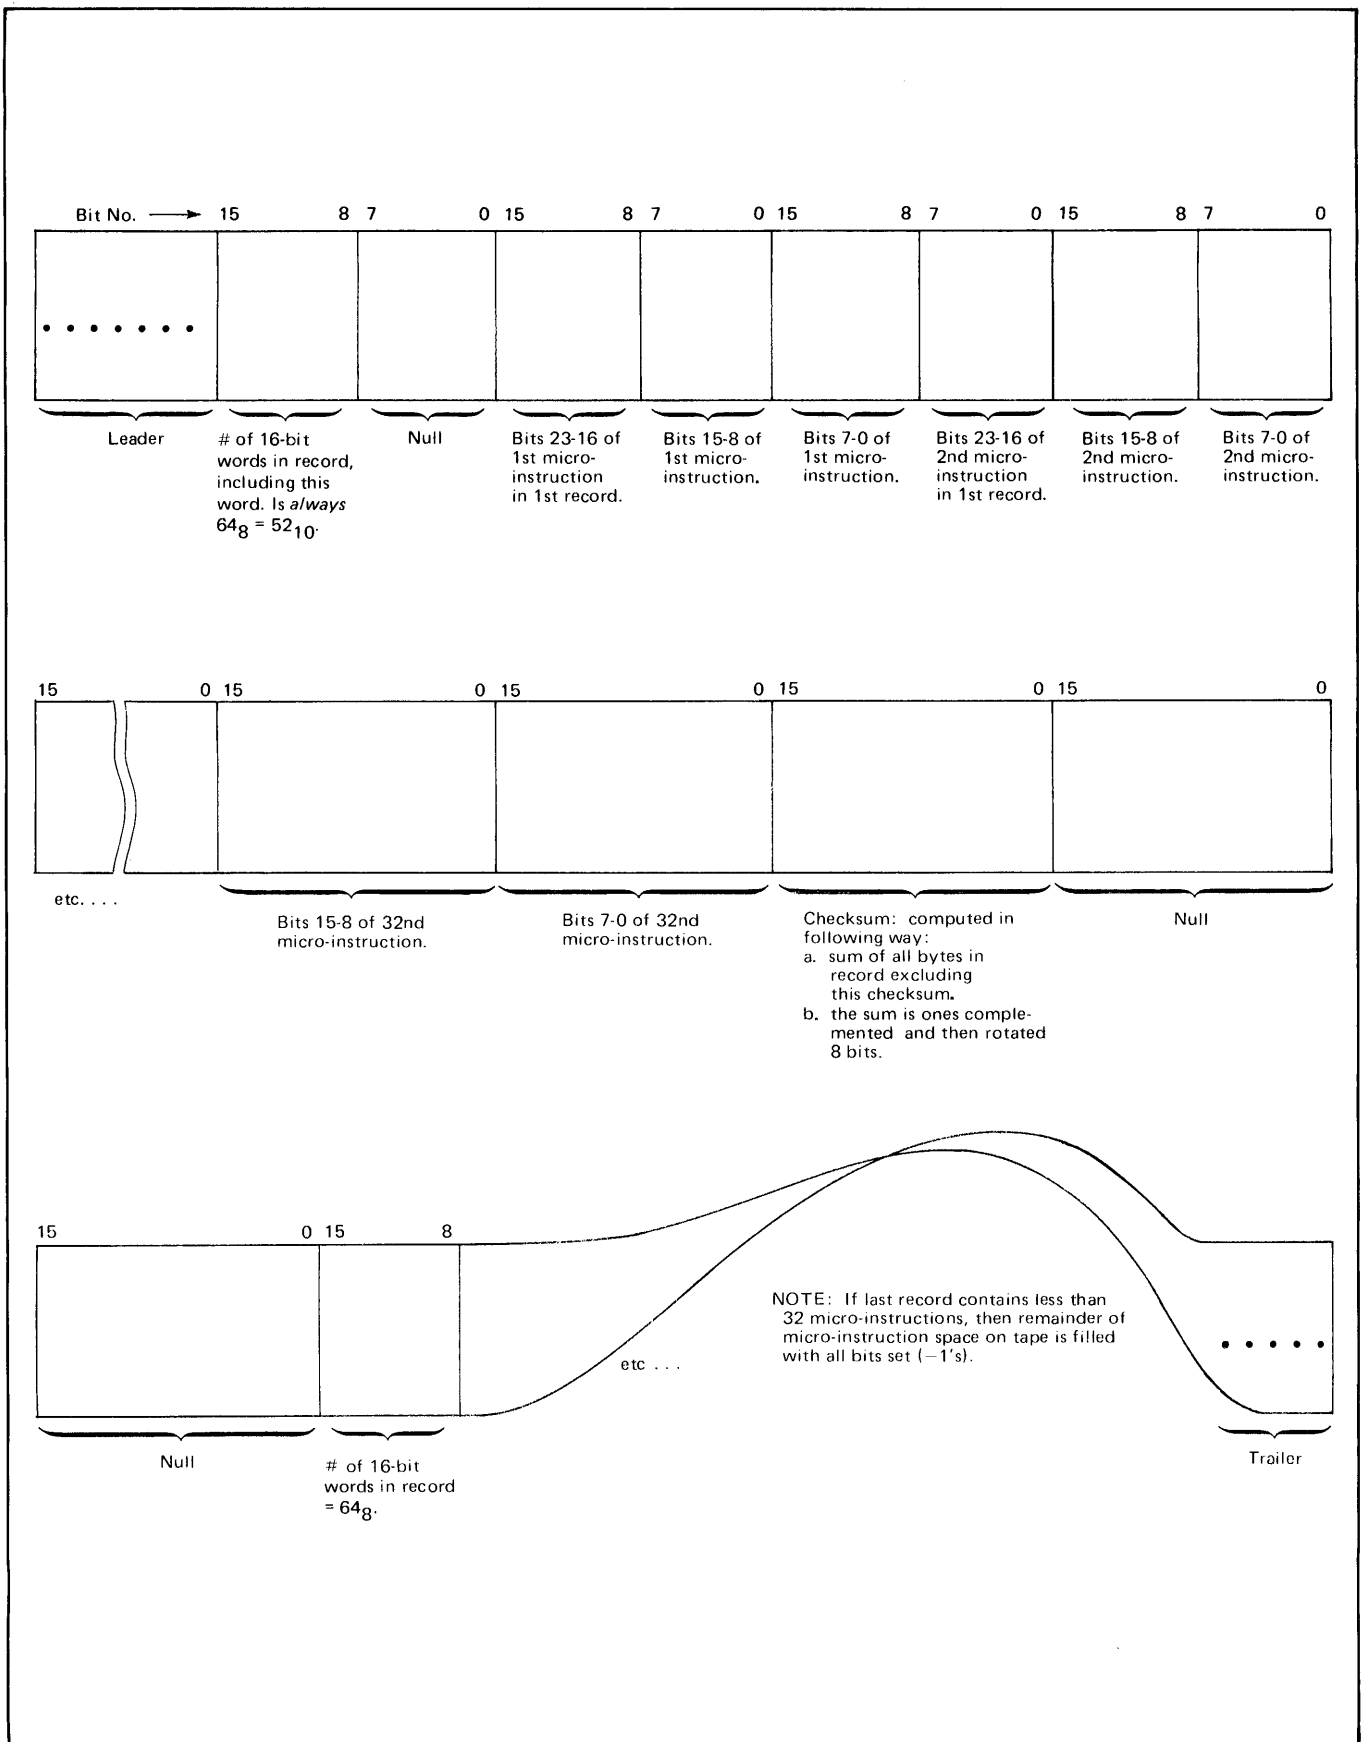 Bit No. 15 8 7 0 15 8 7 0 15 8 7 0 15 8 7 0
Leader
# of 16-bit
words in record,
including this
word. Is always
64₈ = 52₁₀.
Null
Bits 23-16 of
1st micro-
instruction
in 1st record.
Bits 15-8 of
1st micro-
instruction.
Bits 7-0 of
1st micro-
instruction.
Bits 23-16 of
2nd micro-
instruction
in 1st record.
Bits 15-8 of
2nd micro-
instruction.
Bits 7-0 of
2nd micro-
instruction.
15 0 15 0 15 0 15 0 15 0
etc. . . .
Bits 15-8 of 32nd
micro-instruction.
Bits 7-0 of 32nd
micro-instruction.
Checksum: computed in
following way:
a. sum of all bytes in
record excluding
this checksum.
b. the sum is ones comple-
mented and then rotated
8 bits.
Null
15 0 15 8
etc . . .
NOTE: If last record contains less than
32 micro-instructions, then remainder of
micro-instruction space on tape is filled
with all bits set (−1's).
Null
# of 16-bit
words in record
= 64₈.
Trailer